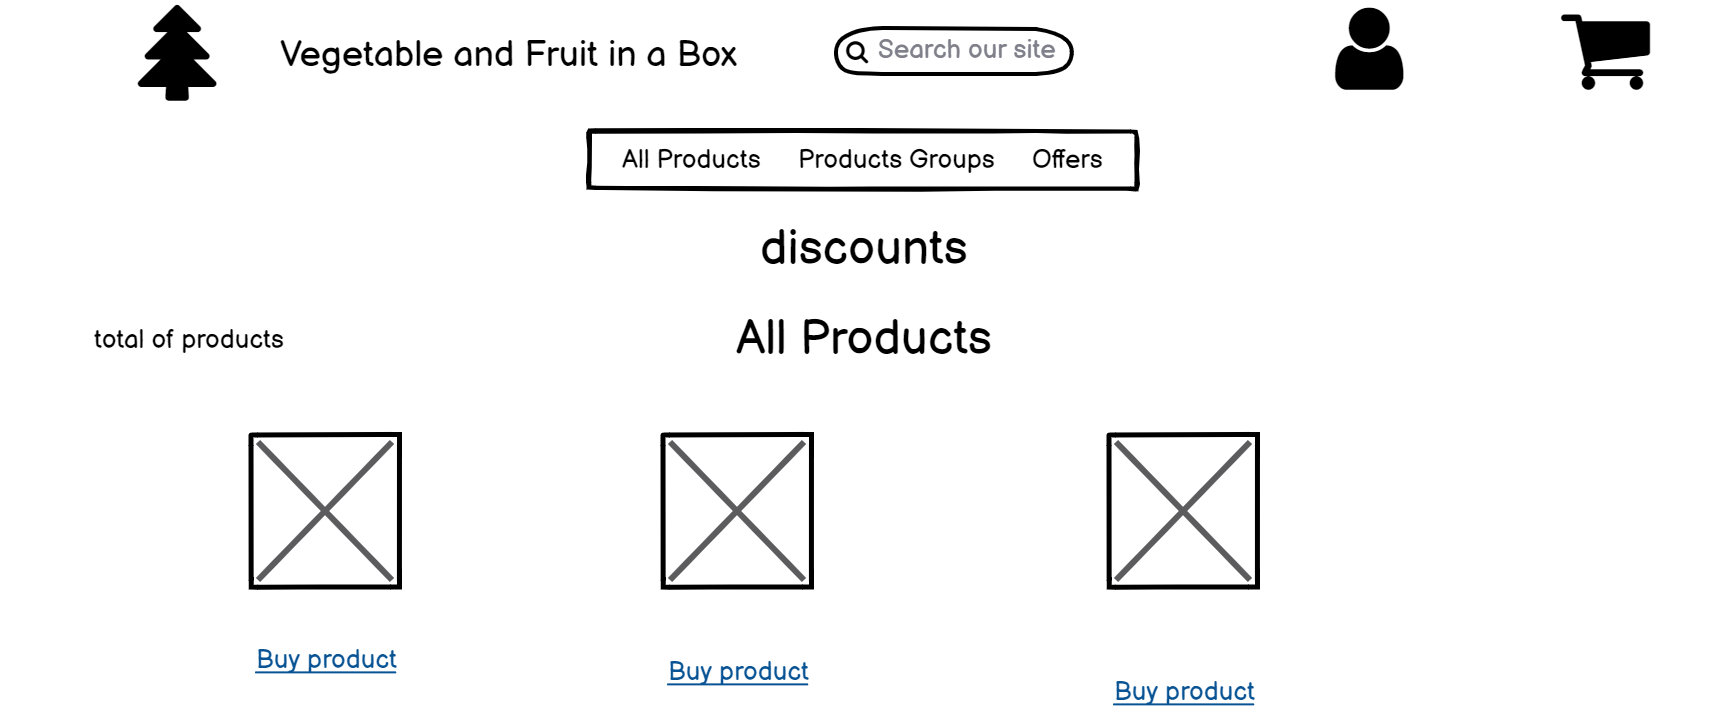 Vegetable and Fruit in a Box
Search our site
All Products Products Groups Offers
discounts
total of products
All Products
Buy product
Buy product
Buy product